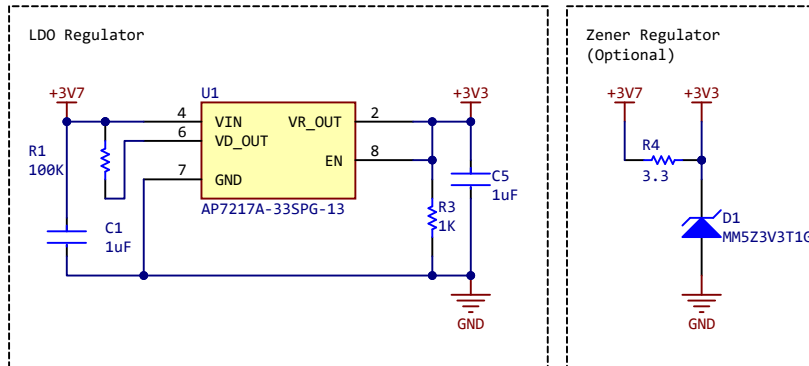 LDO Regulator
+3V7
U1
+3V3
4
VIN
VR_OUT
2
6
VD_OUT
EN
8
R1
100K
7
GND
C5
1uF
AP7217A-33SPG-13
R3
1K
C1
1uF
GND
Zener Regulator
(Optional)
+3V7
+3V3
R4
3.3
D1
MM5Z3V3T1G
GND